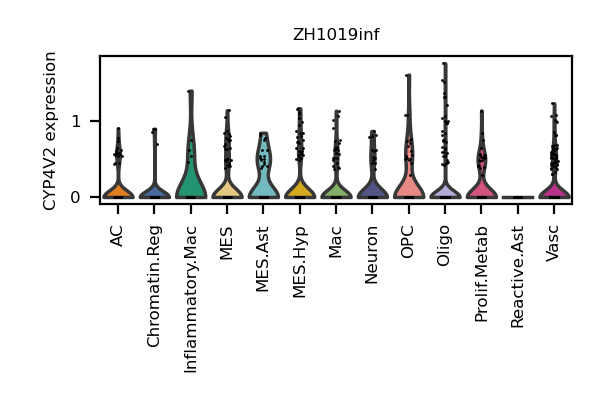 ZH1019inf
CYP4V2 expression
1
0
AC
Chromatin.Reg
Inflammatory.Mac
MES
MES.Ast
MES.Hyp
Mac
Neuron
OPC
Oligo
Prolif.Metab
Reactive.Ast
Vasc